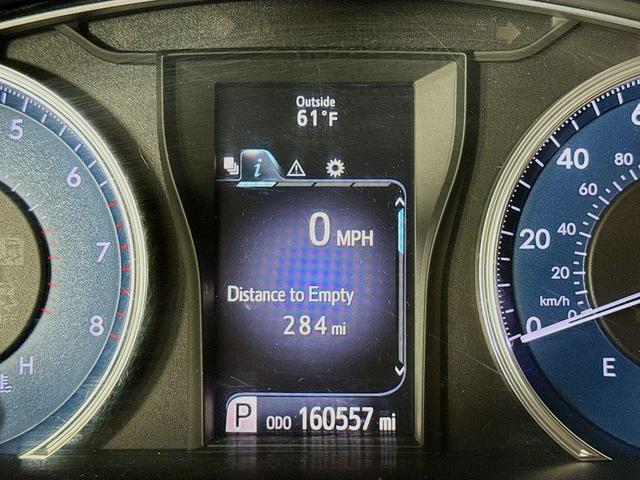 Outside
61°F
i
0 MPH
Distance to Empty
284 mi
P ODO 160557 mi
5
6
7
8
H
40
20
0
80
60
40
20
km/h
0
E